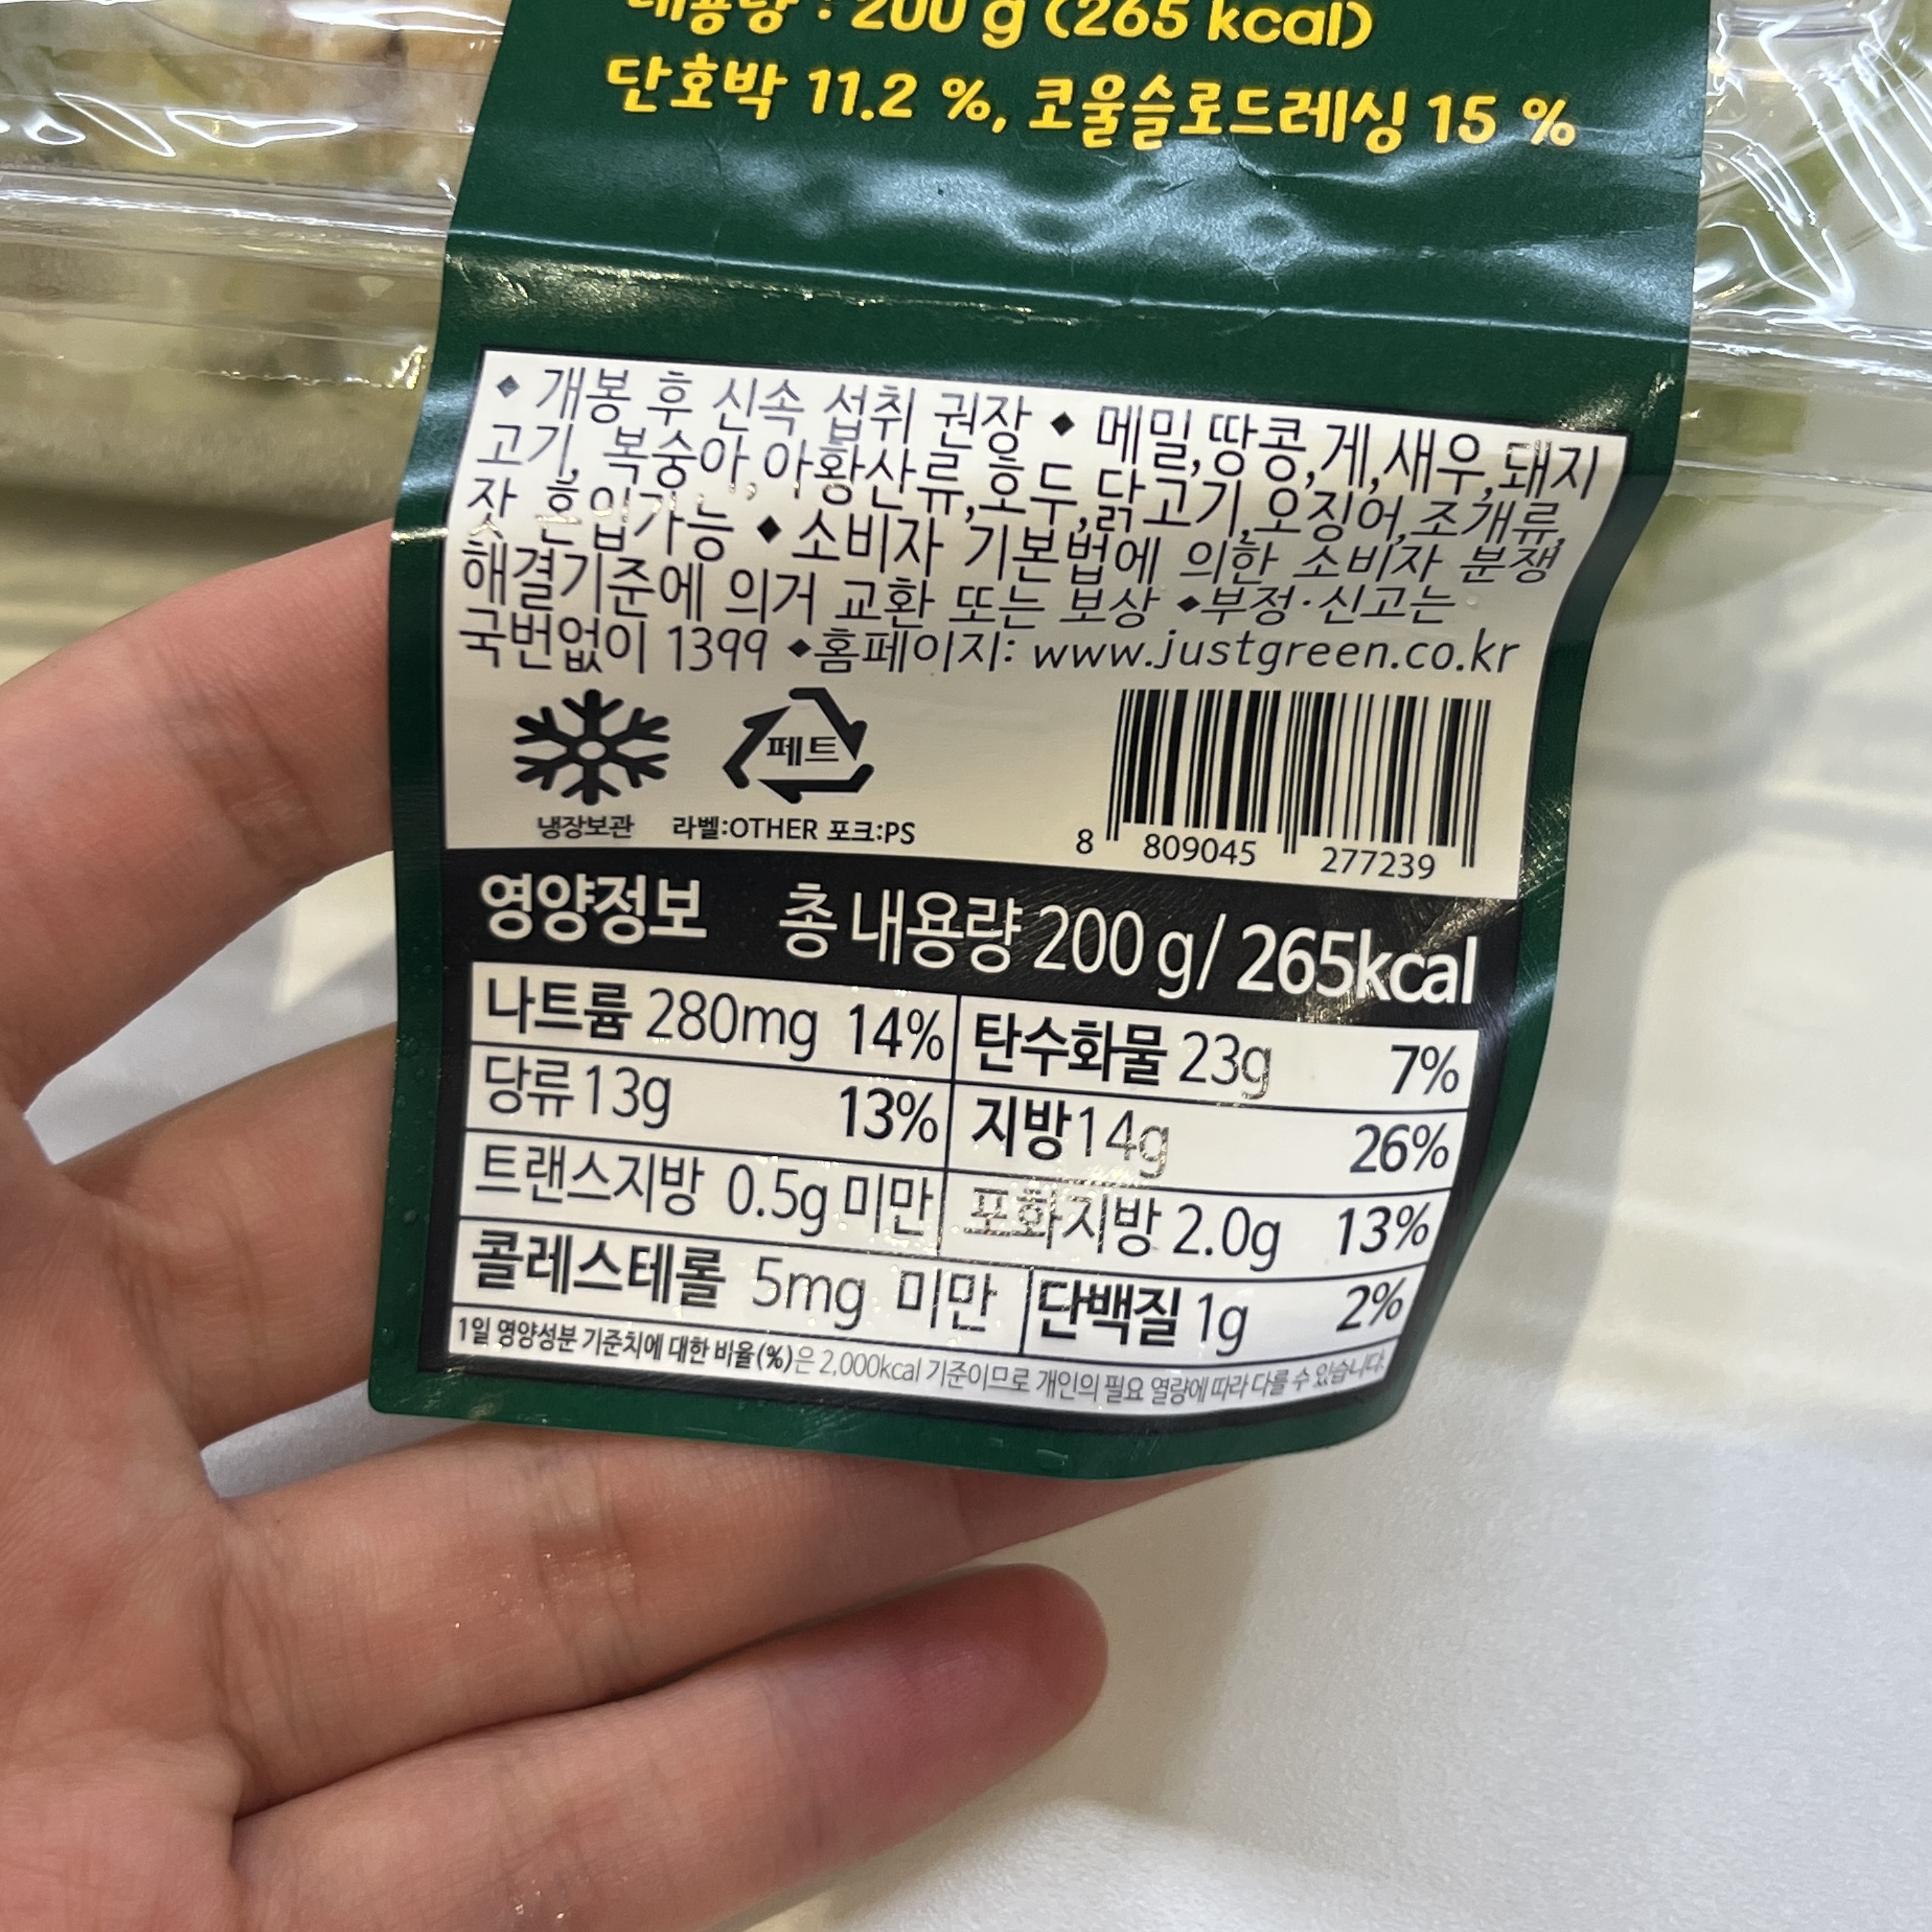 내용량 : 200 g (265 kcal)
단호박 11.2 %, 코울슬로드레싱 15 %
◆ 개봉 후 신속 섭취 권장 ◆ 메밀,땅콩,게,새우,돼지
고기, 복숭아,아황산류,호두,닭고기,오징어,조개류,
잣 혼입가능 ◆ 소비자 기본법에 의한 소비자 분쟁
해결기준에 의거 교환 또는 보상 ◆부정·신고는
국번없이 1399 ◆홈페이지: www.justgreen.co.kr
페트
냉장보관 라벨:OTHER 포크:PS
8 809045 277239
영양정보 총 내용량 200 g/ 265kcal
나트륨 280mg 14% 탄수화물 23g 7%
당류 13g 13% 지방14g 26%
트랜스지방 0.5g 미만 포화지방 2.0g 13%
콜레스테롤 5mg 미만 단백질 1g 2%
1일 영양성분 기준치에 대한 비율(%)은 2,000kcal 기준이므로 개인의 필요 열량에 따라 다를 수 있습니다.